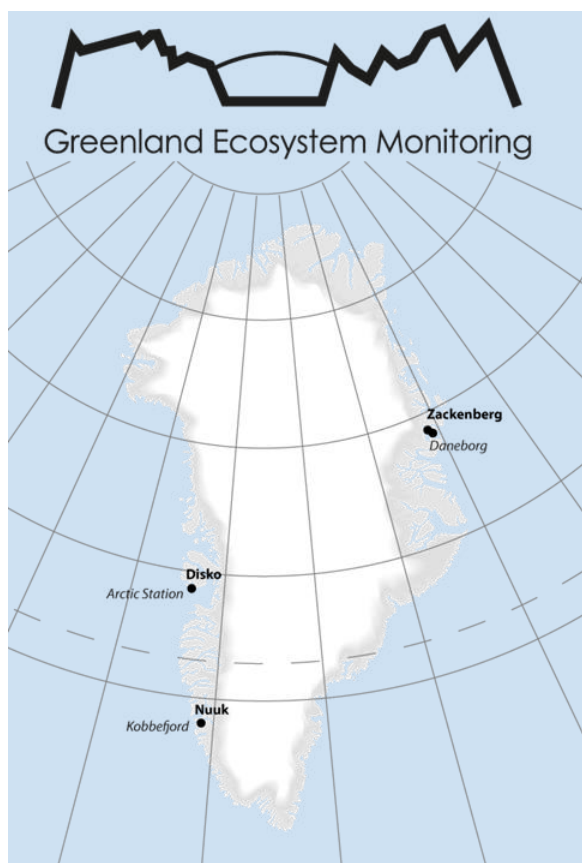 Greenland Ecosystem Monitoring
Zackenberg
Daneborg
Disko
Arctic Station
Nuuk
Kobbefjord